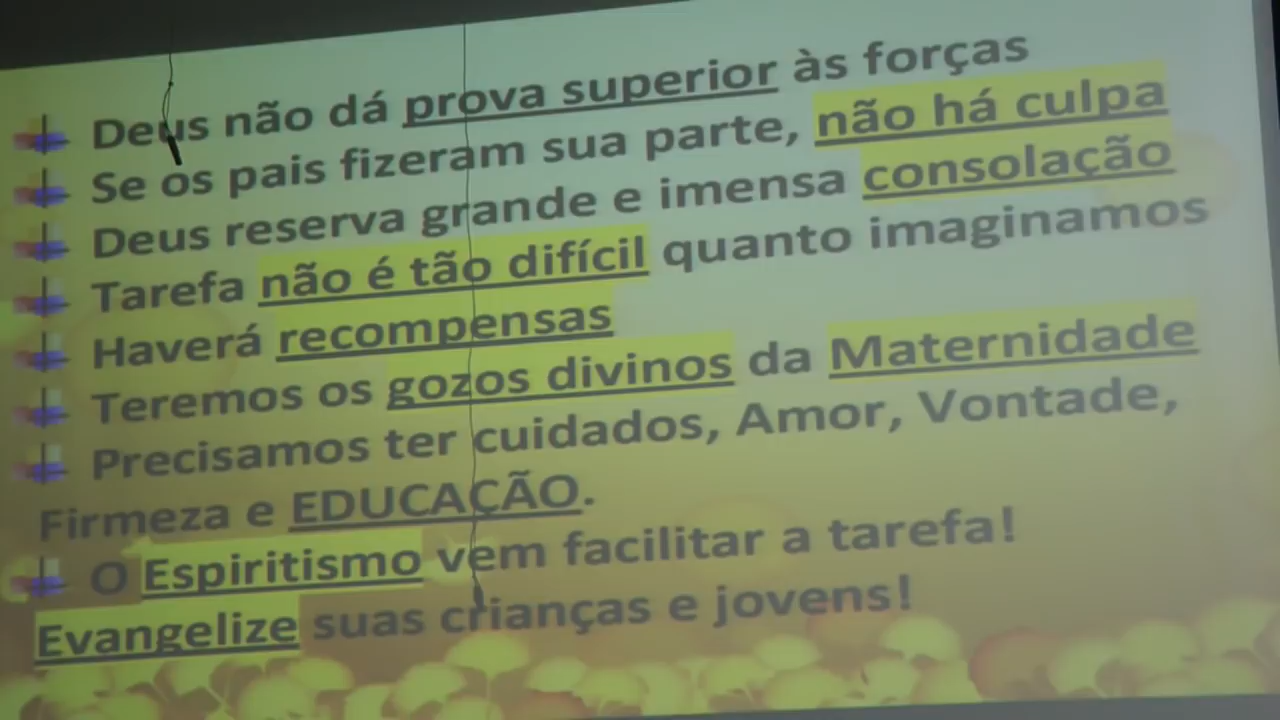 Deus não dá prova superior às forças
Se os pais fizeram sua parte, não há culpa
Deus reserva grande e imensa consolação
Tarefa não é tão difícil quanto imaginamos
Haverá recompensas
Teremos os gozos divinos da Maternidade
Precisamos ter cuidados, Amor, Vontade,
Firmeza e EDUCAÇÃO.
O Espiritismo vem facilitar a tarefa!
Evangelize suas crianças e jovens!